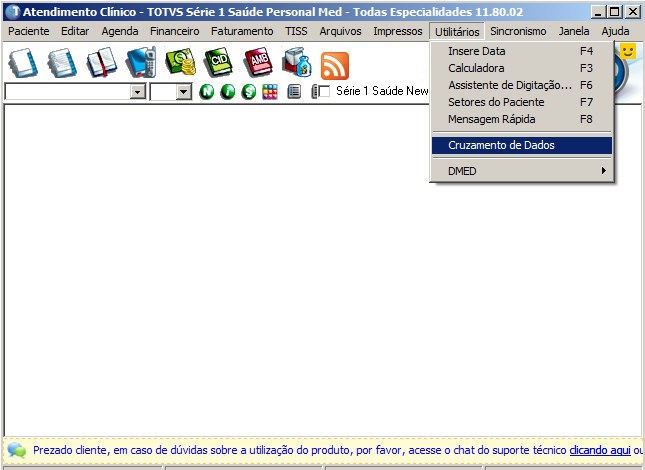 Atendimento Clínico - TOTVS Série 1 Saúde Personal Med - Todas Especialidades 11.80.02
Paciente Editar Agenda Financeiro Faturamento TISS Arquivos Impressos Utilitários Sincronismo Janela Ajuda
CID AMB
N F $ Série 1 Saúde New
Insere Data F4
Calculadora F3
Assistente de Digitação... F6
Setores do Paciente F7
Mensagem Rápida F8
Cruzamento de Dados
DMED
Prezado cliente, em caso de dúvidas sobre a utilização do produto, por favor, acesse o chat do suporte técnico clicando aqui ou